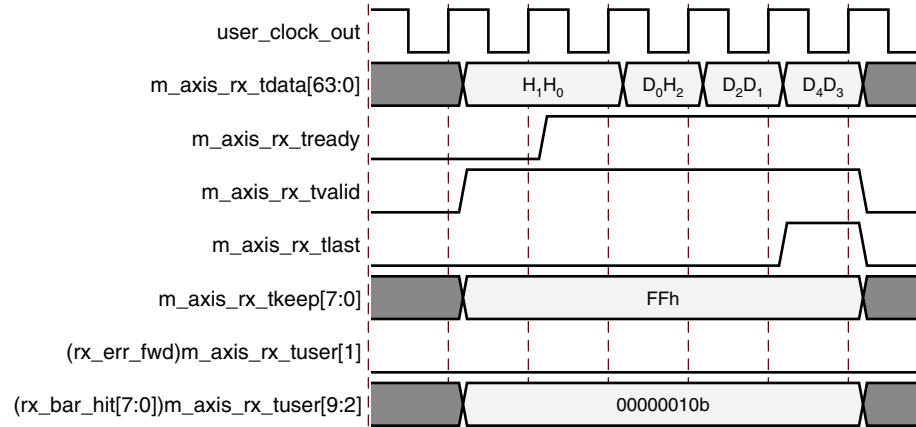 user_clock_out
m_axis_rx_tdata[63:0] H₁H₀ D₀H₂ D₂D₁ D₄D₃
m_axis_rx_tready
m_axis_rx_tvalid
m_axis_rx_tlast
m_axis_rx_tkeep[7:0] FFh
(rx_err_fwd)m_axis_rx_tuser[1]
(rx_bar_hit[7:0])m_axis_rx_tuser[9:2] 00000010b